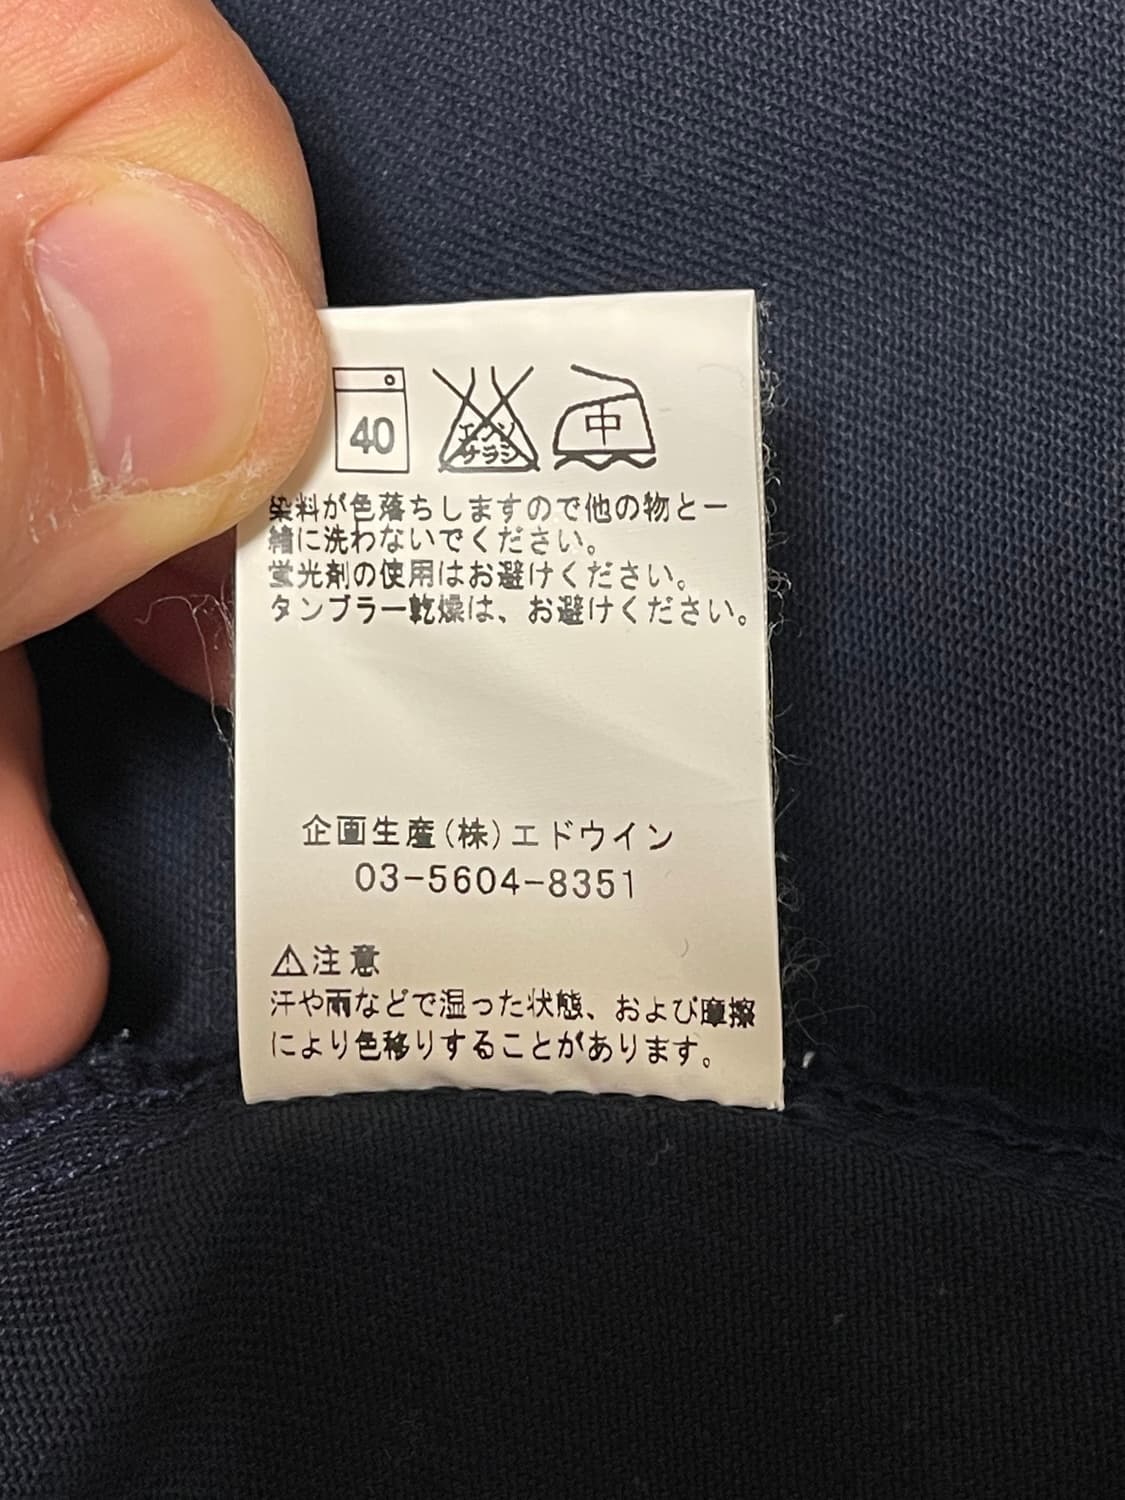 40
エンソ
サラシ
中
染料が色落ちしますので他の物と一
緒に洗わないでください。
蛍光剤の使用はお避けください。
タンブラー乾燥は、お避けください。
企画生産(株)エドウイン
03-5604-8351
⚠注意
汗や雨などで湿った状態、および摩擦
により色移りすることがあります。